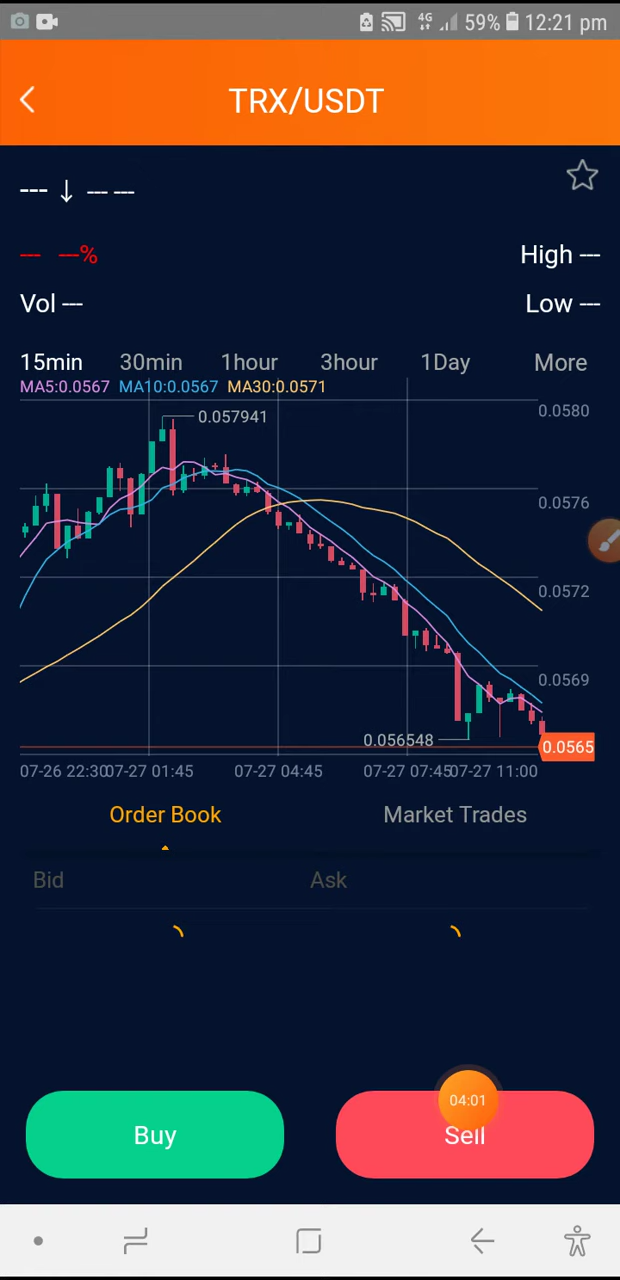 4G 59% 12:21 pm
TRX/USDT
--- ↓ --- ---
--- ---% High ---
Vol --- Low ---
15min 30min 1hour 3hour 1Day More
MA5:0.0567 MA10:0.0567 MA30:0.0571
0.0580
0.057941
0.0576
0.0572
0.0569
0.056548
0.0565
07-26 22:30 07-27 01:45 07-27 04:45 07-27 07:45 07-27 11:00
Order Book Market Trades
Bid Ask
04:01
Buy Sell